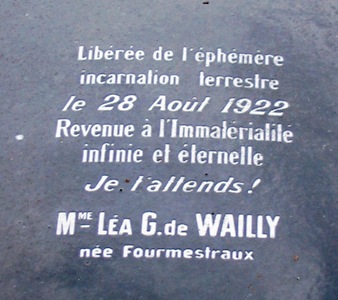 Libérée de l'éphémère
incarnation terrestre
le 28 Août 1922
Revenue à l'Immatérialité
infinie et éternelle
Je t'attends!
MME LÉA G. de WAILLY
née Fourmestraux